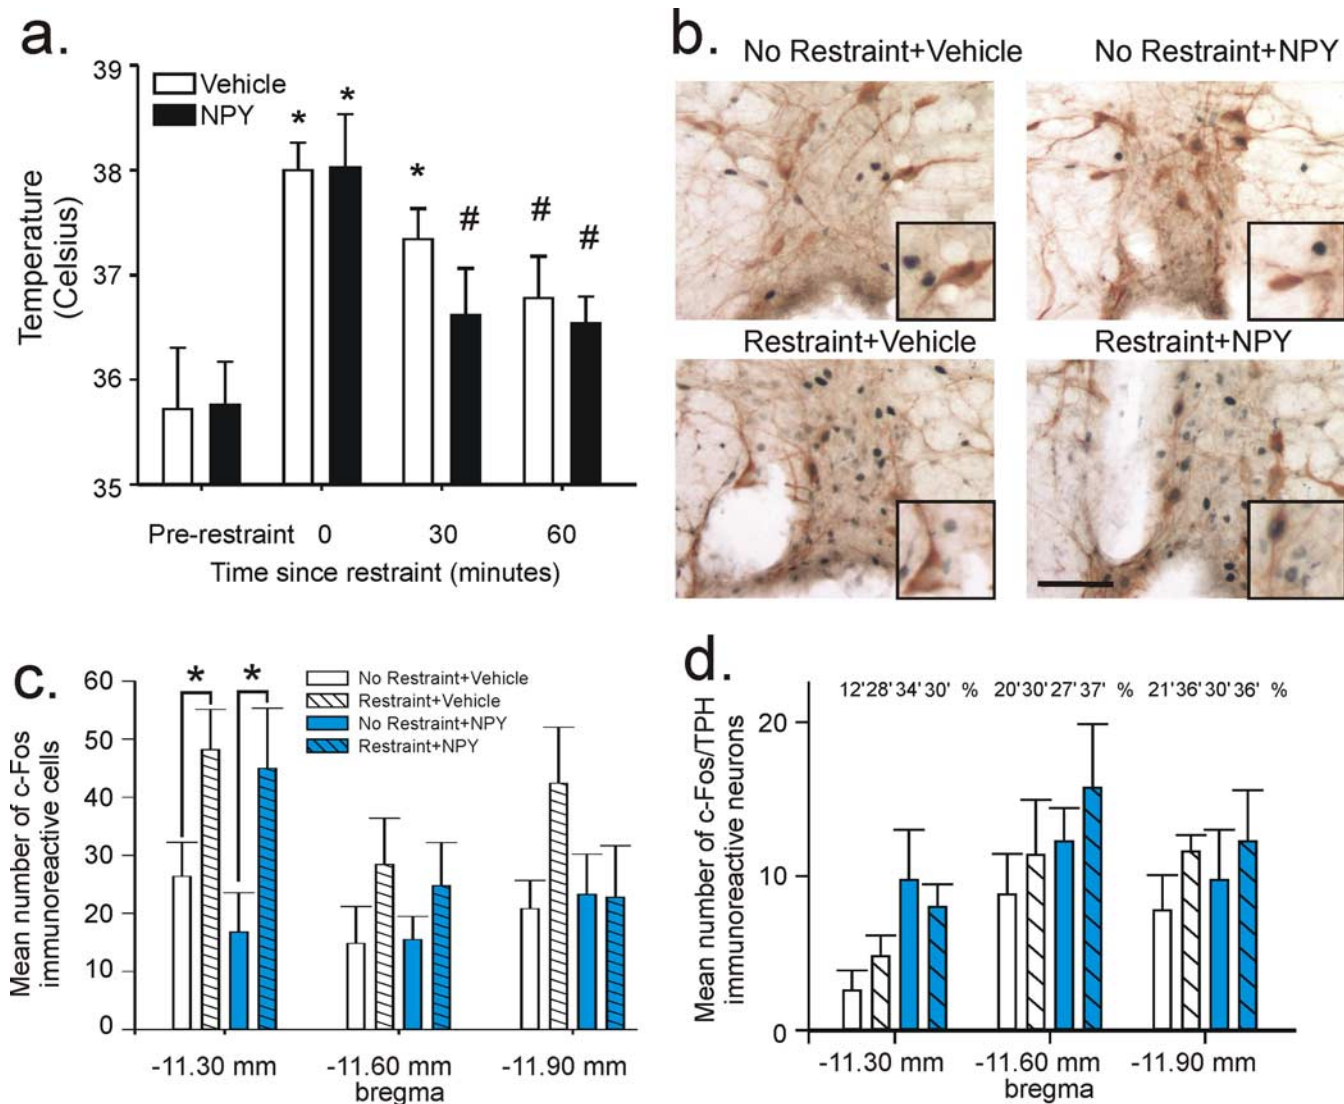 a.
39
38
37
36
35
Temperature
(Celsius)
Vehicle
NPY
*
*
*
#
#
#
Pre-restraint 0 30 60
Time since restraint (minutes)
b.
No Restraint+Vehicle
No Restraint+NPY
Restraint+Vehicle
Restraint+NPY
c.
60
50
40
30
20
10
0
Mean number of c-Fos
immunoreactive cells
* *
No Restraint+Vehicle
Restraint+Vehicle
No Restraint+NPY
Restraint+NPY
-11.30 mm -11.60 mm -11.90 mm
bregma
d.
12'28' 34' 30' % 20'30' 27' 37' % 21'36' 30' 36' %
20
10
0
Mean number of c-Fos/TPH
immunoreactive neurons
-11.30 mm -11.60 mm -11.90 mm
bregma